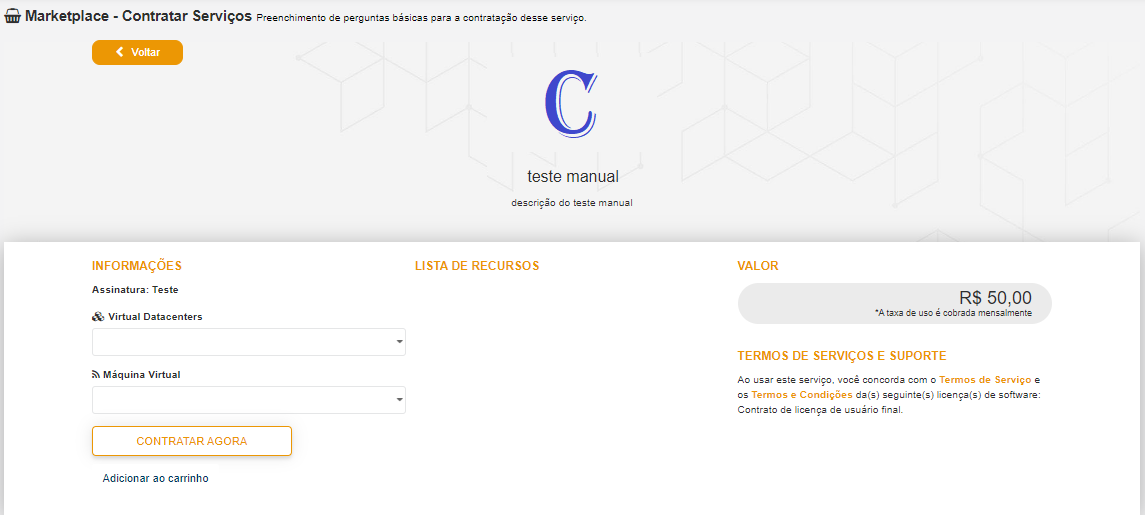 Marketplace - Contratar Serviços Preenchimento de perguntas básicas para a contratação desse serviço.
Voltar
C
teste manual
descrição do teste manual
INFORMAÇÕES
Assinatura: Teste
Virtual Datacenters
Máquina Virtual
CONTRATAR AGORA
Adicionar ao carrinho
LISTA DE RECURSOS
VALOR
R$ 50,00
*A taxa de uso é cobrada mensalmente
TERMOS DE SERVIÇOS E SUPORTE
Ao usar este serviço, você concorda com o Termos de Serviço e
os Termos e Condições da(s) seguinte(s) licença(s) de software:
Contrato de licença de usuário final.